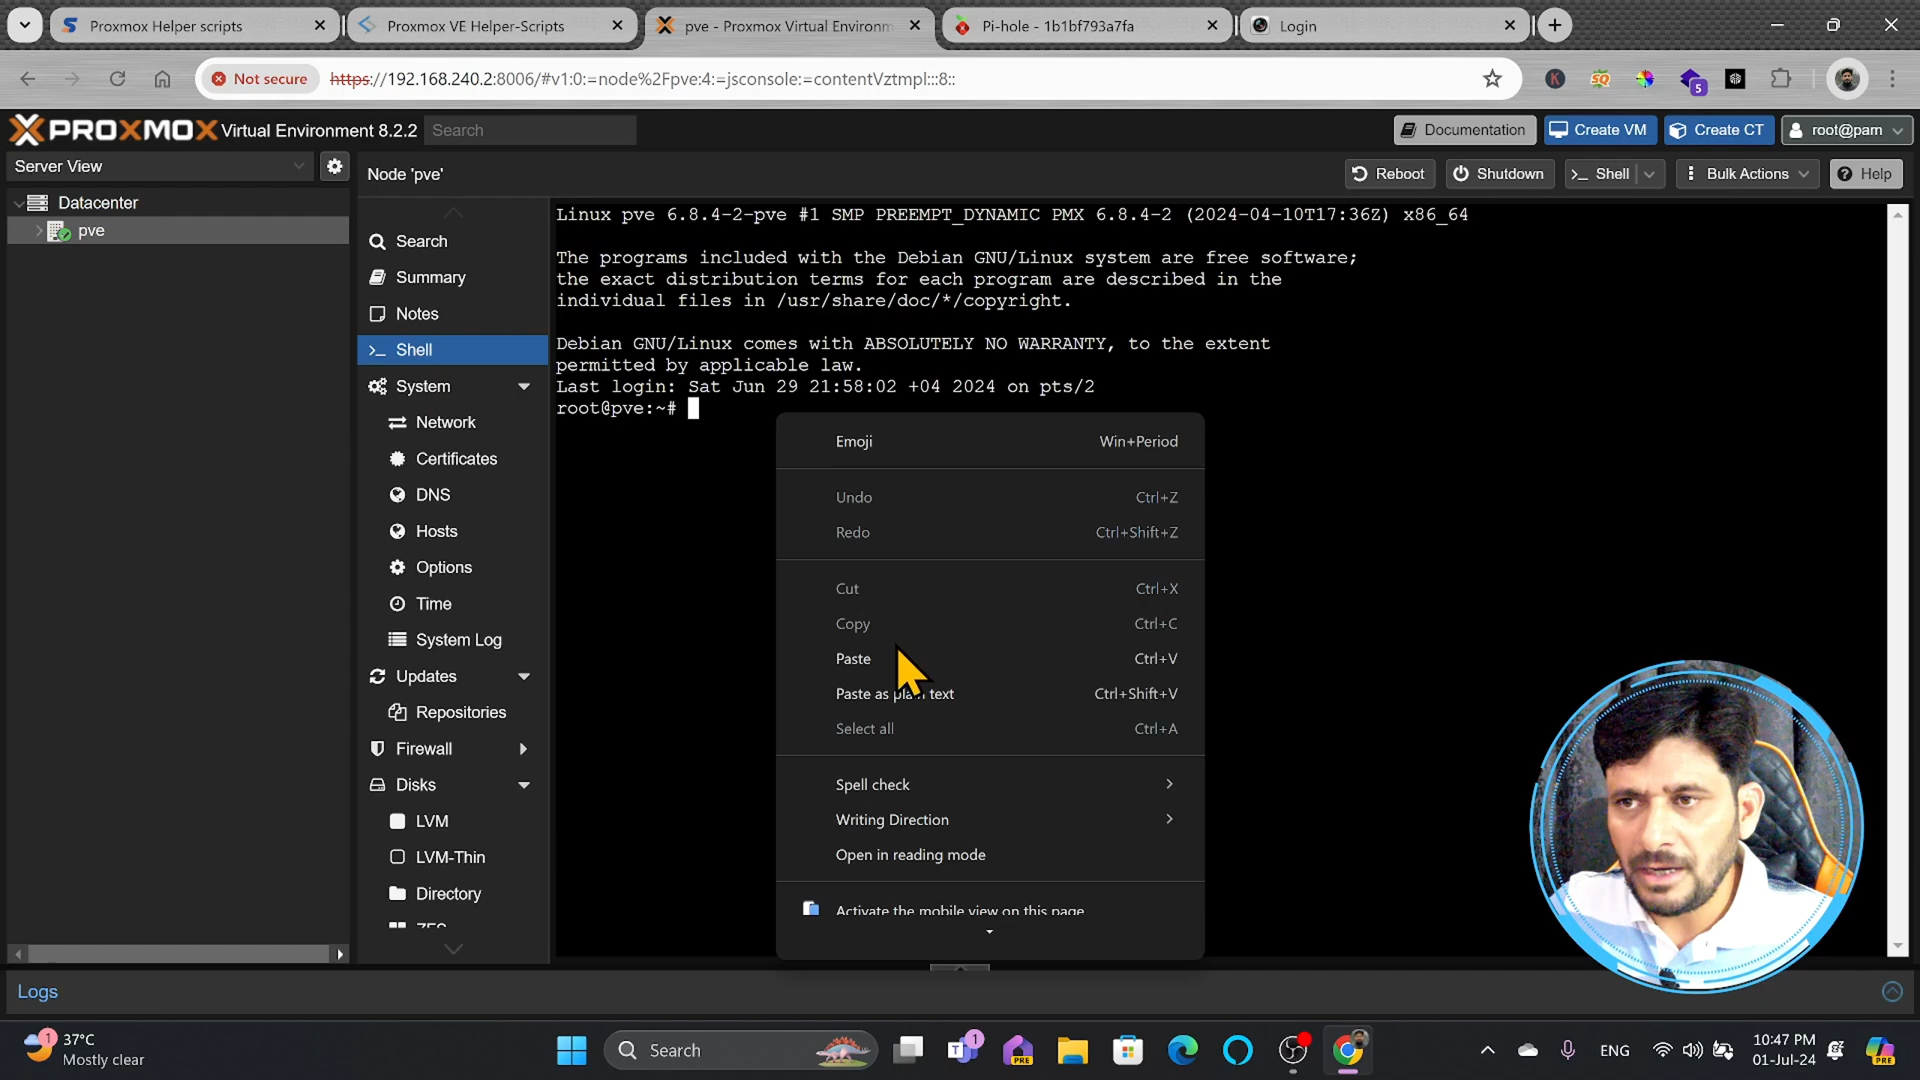 Proxmox Helper scripts
Proxmox VE Helper-Scripts
pve - Proxmox Virtual Environm
Pi-hole - 1b1bf793a7fa
Login
Not secure
https://192.168.240.2:8006/#v1:0:=node%2Fpve:4:=jsconsole:=contentVztmpl:::8::
K
SQ
5
PROXMOX
Virtual Environment 8.2.2
Search
Documentation
Create VM
Create CT
root@pam
Server View
Node 'pve'
Reboot
Shutdown
Shell
Bulk Actions
Help
Datacenter
pve
Search
Summary
Notes
Shell
System
Network
Certificates
DNS
Hosts
Options
Time
System Log
Updates
Repositories
Firewall
Disks
LVM
LVM-Thin
Directory
ZFS
Linux pve 6.8.4-2-pve #1 SMP PREEMPT_DYNAMIC PMX 6.8.4-2 (2024-04-10T17:36Z) x86_64
The programs included with the Debian GNU/Linux system are free software;
the exact distribution terms for each program are described in the
individual files in /usr/share/doc/*/copyright.
Debian GNU/Linux comes with ABSOLUTELY NO WARRANTY, to the extent
permitted by applicable law.
Last login: Sat Jun 29 21:58:02 +04 2024 on pts/2
root@pve:~#
Emoji Win+Period
Undo Ctrl+Z
Redo Ctrl+Shift+Z
Cut Ctrl+X
Copy Ctrl+C
Paste Ctrl+V
Paste as plain text Ctrl+Shift+V
Select all Ctrl+A
Spell check
Writing Direction
Open in reading mode
Activate the mobile view on this page
Logs
1
37°C
Mostly clear
Search
1
PRE
ENG
10:47 PM
01-Jul-24
PRE